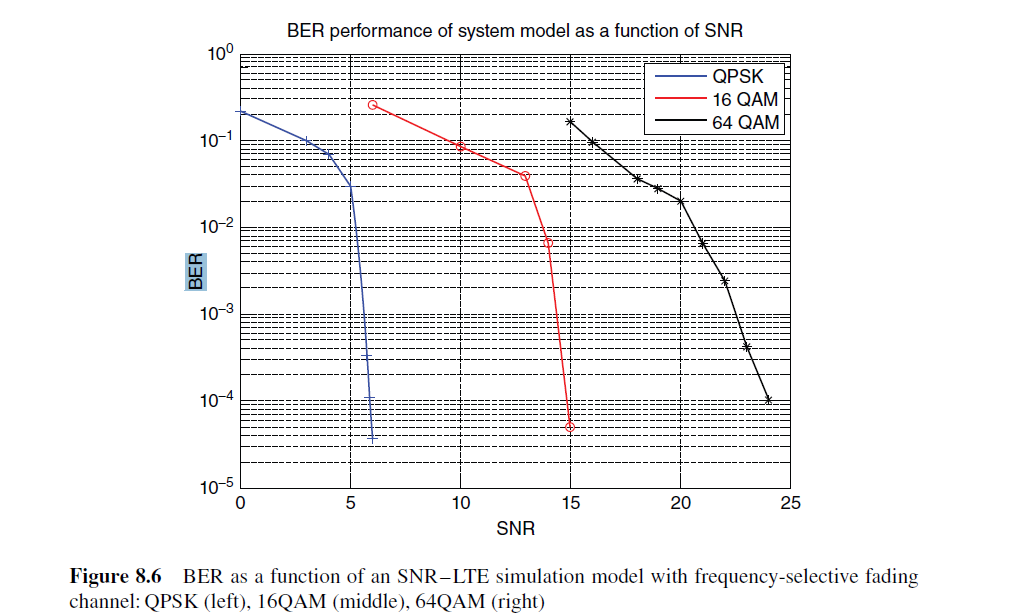 BER performance of system model as a function of SNR
10⁰
10⁻¹
10⁻²
10⁻³
10⁻⁴
10⁻⁵
BER
QPSK
16 QAM
64 QAM
0 5 10 15 20 25
SNR
Figure 8.6 BER as a function of an SNR–LTE simulation model with frequency-selective fading
channel: QPSK (left), 16QAM (middle), 64QAM (right)